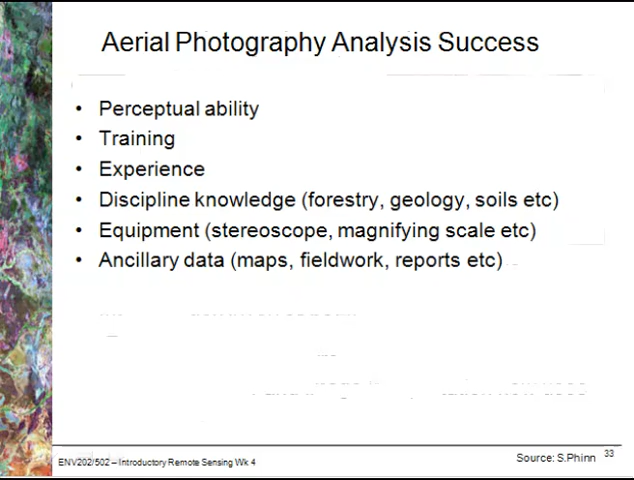 Aerial Photography Analysis Success
• Perceptual ability
• Training
• Experience
• Discipline knowledge (forestry, geology, soils etc)
• Equipment (stereoscope, magnifying scale etc)
• Ancillary data (maps, fieldwork, reports etc)
ENV202/502 – Introductory Remote Sensing Wk 4
Source: S.Phinn
33